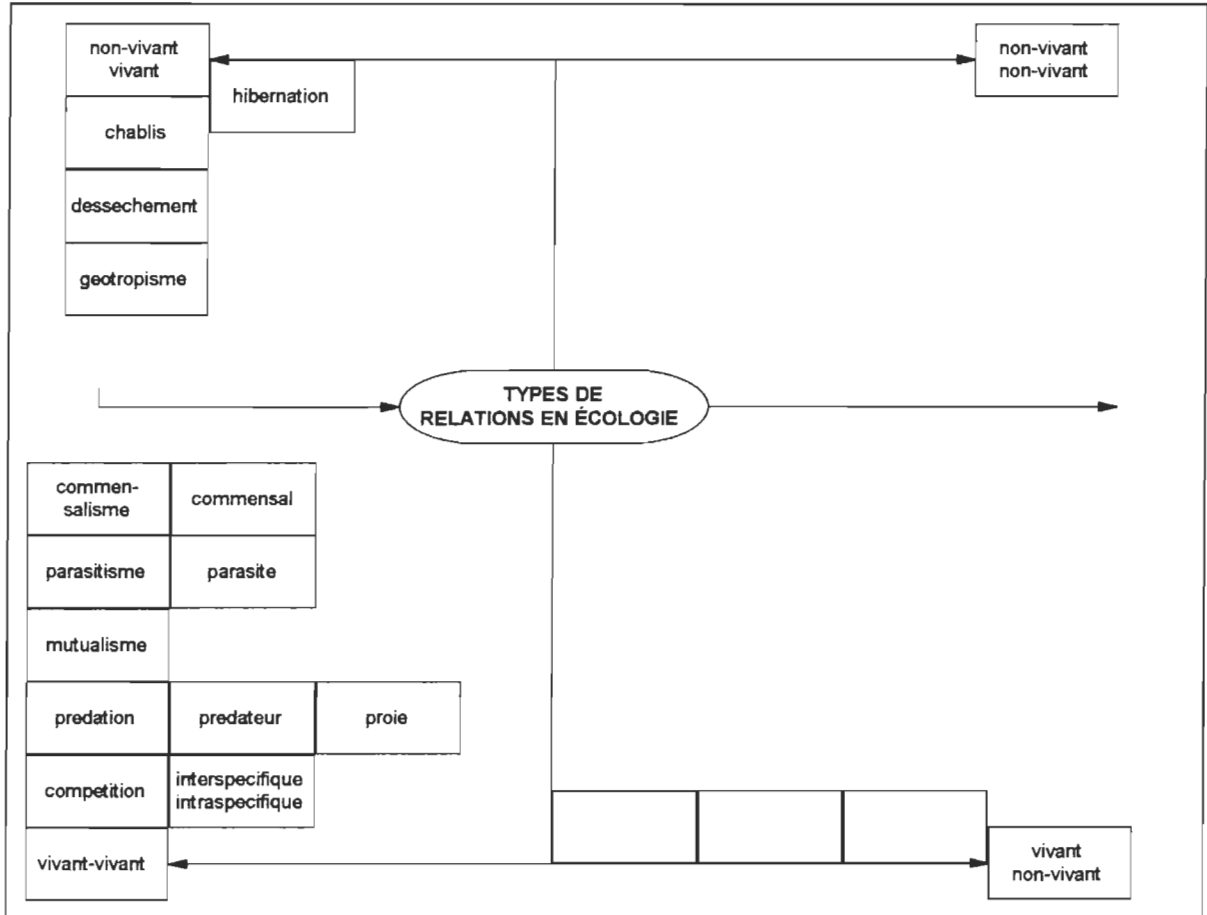 non-vivant
vivant
non-vivant
non-vivant
hibernation
chablis
dessechement
geotropisme
TYPES DE
RELATIONS EN ÉCOLOGIE
commen-
salisme
commensal
parasitisme
parasite
mutualisme
predation
predateur
proie
competition
interspecifique
intraspecifique
vivant-vivant
vivant
non-vivant